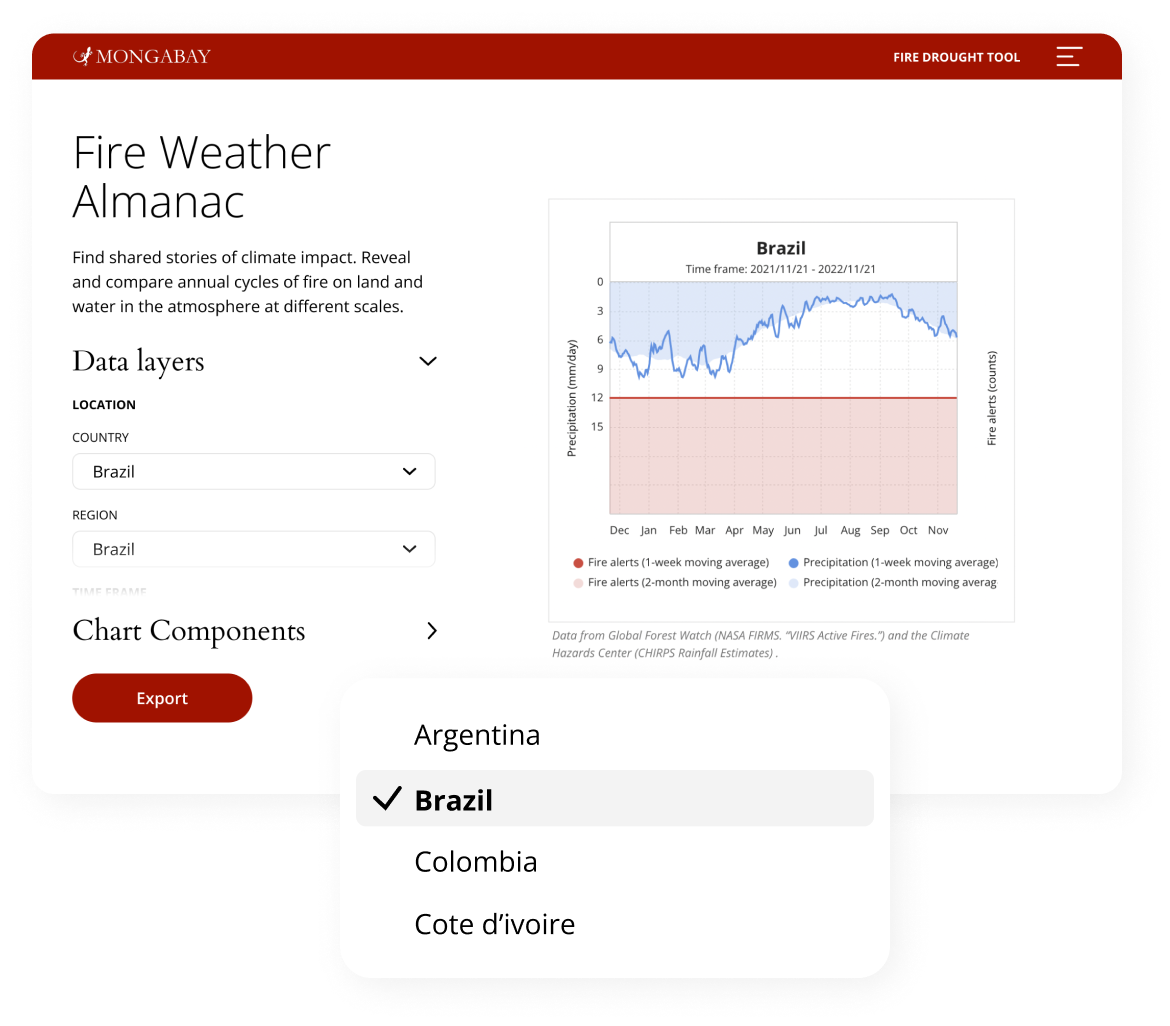 MONGABAY
FIRE DROUGHT TOOL
Fire Weather
Almanac
Find shared stories of climate impact. Reveal
and compare annual cycles of fire on land and
water in the atmosphere at different scales.
Data layers
LOCATION
COUNTRY
Brazil
REGION
Brazil
TIME FRAME
Chart Components
Export
Brazil
Time frame: 2021/11/21 - 2022/11/21
Precipitation (mm/day)
0
3
6
9
12
15
Fire alerts (counts)
Dec Jan Feb Mar Apr May Jun Jul Aug Sep Oct Nov
Fire alerts (1-week moving average) Precipitation (1-week moving average)
Fire alerts (2-month moving average) Precipitation (2-month moving averag
Data from Global Forest Watch (NASA FIRMS. “VIIRS Active Fires.”) and the Climate
Hazards Center (CHIRPS Rainfall Estimates) .
Argentina
Brazil
Colombia
Cote d’ivoire